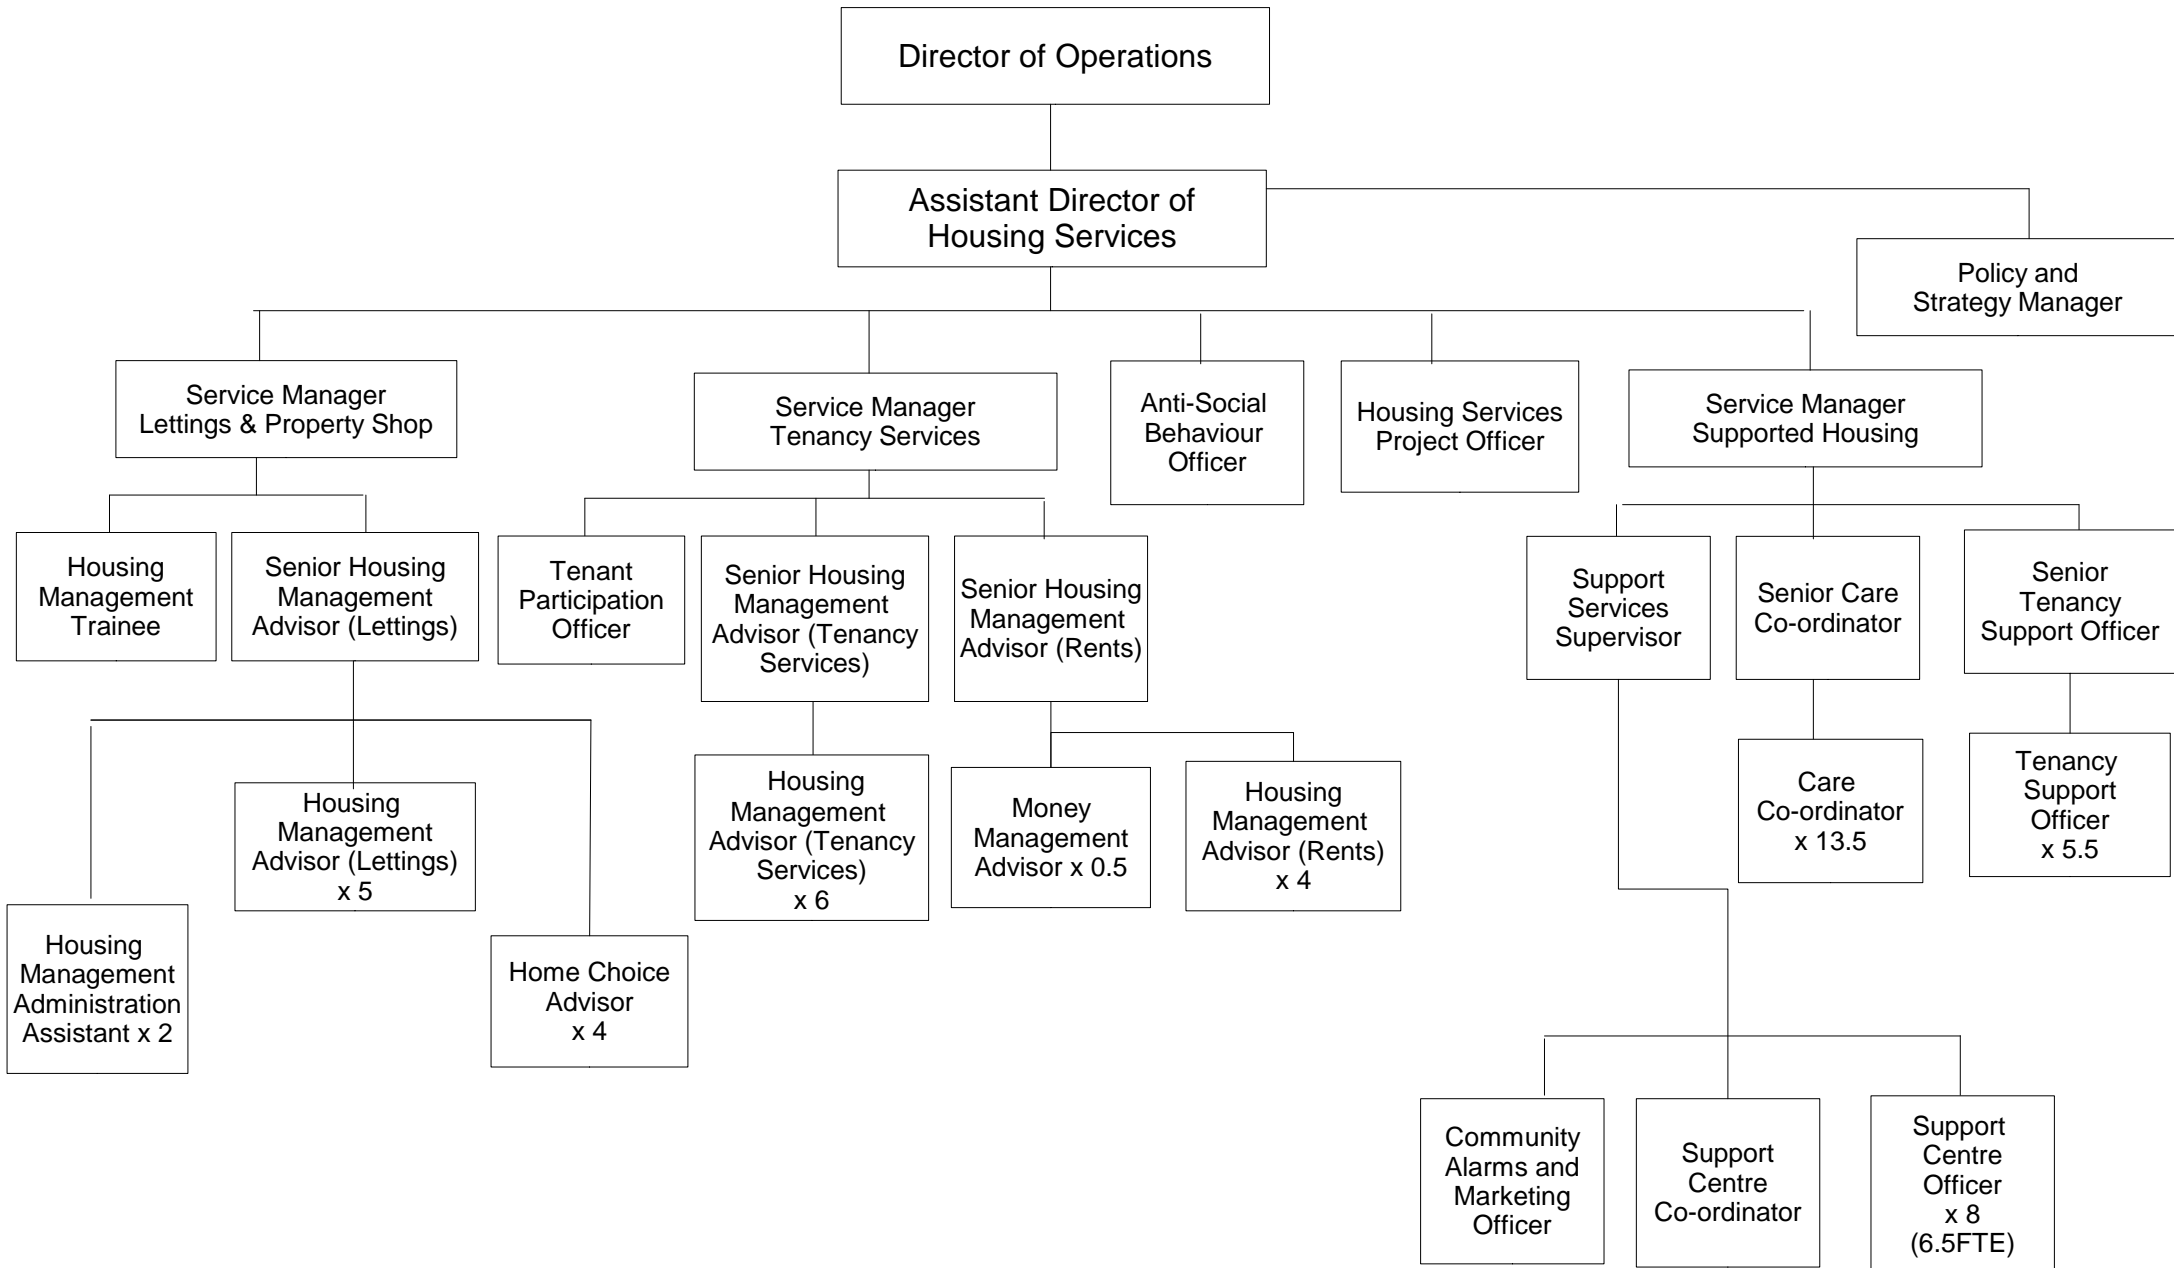 Director of Operations
Assistant Director of
Housing Services
Policy and
Strategy Manager
Service Manager
Lettings & Property Shop
Service Manager
Tenancy Services
Anti-Social
Behaviour
Officer
Housing Services
Project Officer
Service Manager
Supported Housing
Housing
Management
Trainee
Senior Housing
Management
Advisor (Lettings)
Tenant
Participation
Officer
Senior Housing
Management
Advisor (Tenancy
Services)
Senior Housing
Management
Advisor (Rents)
Support
Services
Supervisor
Senior Care
Co-ordinator
Senior
Tenancy
Support Officer
Housing
Management
Administration
Assistant x 2
Housing
Management
Advisor (Lettings)
x 5
Home Choice
Advisor
x 4
Housing
Management
Advisor (Tenancy
Services)
x 6
Money
Management
Advisor x 0.5
Housing
Management
Advisor (Rents)
x 4
Care
Co-ordinator
x 13.5
Tenancy
Support
Officer
x 5.5
Community
Alarms and
Marketing
Officer
Support
Centre
Co-ordinator
Support
Centre
Officer
x 8
(6.5FTE)